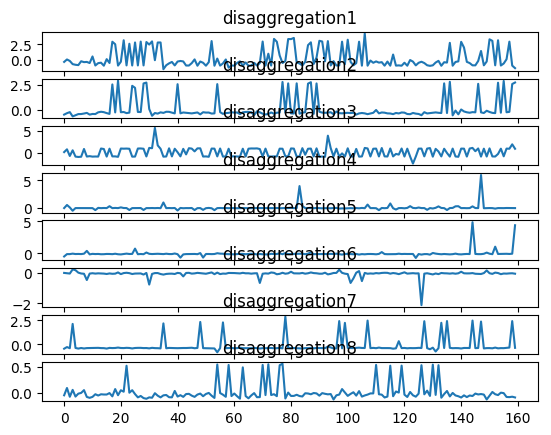 disaggregation1
2.5
0.0
disaggregation2
2.5
0.0
disaggregation3
5
0
disaggregation4
5
0
disaggregation5
5
0
disaggregation6
0
−2
disaggregation7
2.5
0.0
disaggregation8
0.5
0.0
0 20 40 60 80 100 120 140 160